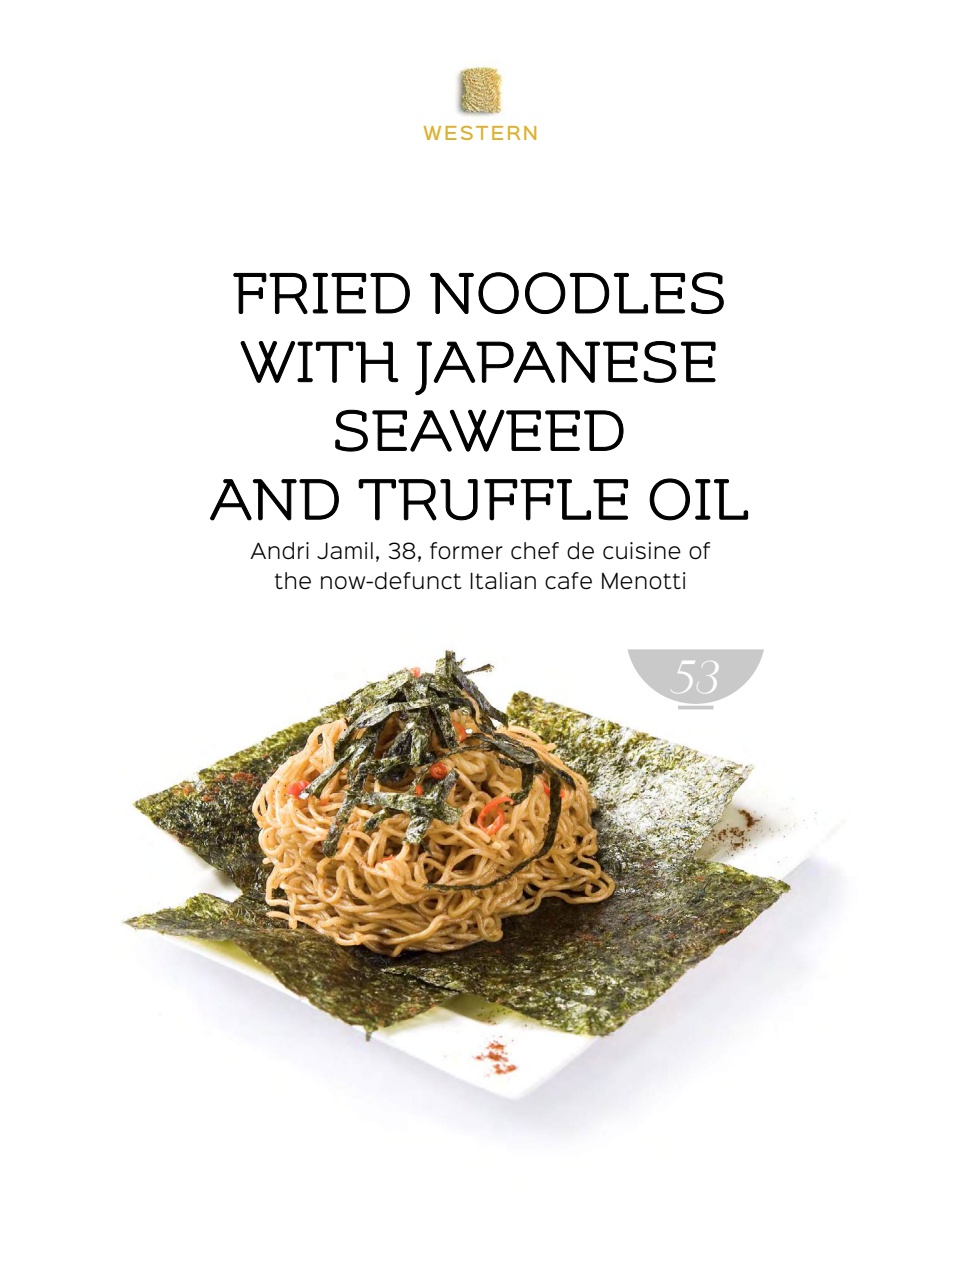 WESTERN
FRIED NOODLES
WITH JAPANESE
SEAWEED
AND TRUFFLE OIL
Andri Jamil, 38, former chef de cuisine of
the now-defunct Italian cafe Menotti
53